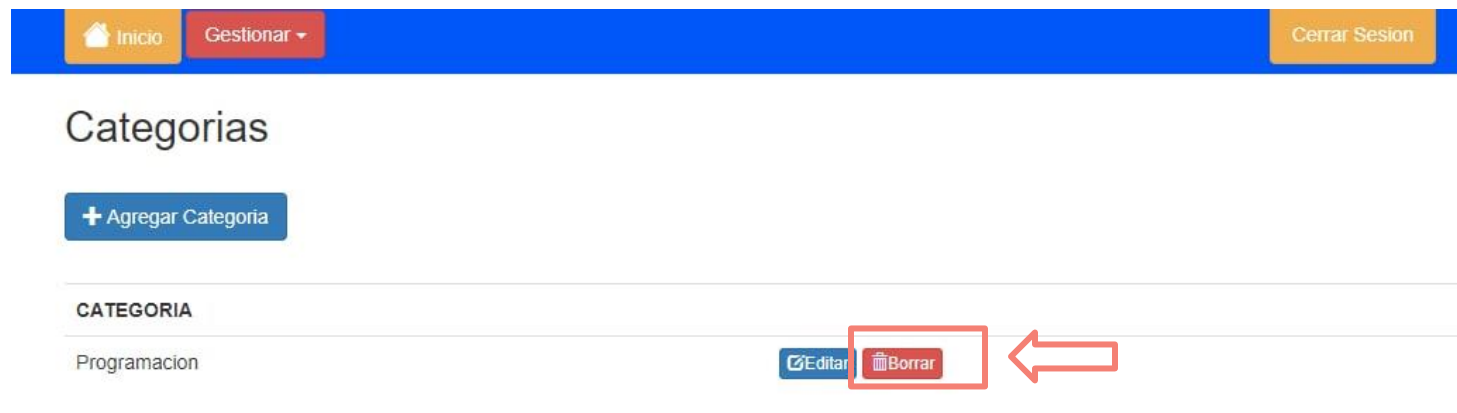 Inicio Gestionar Cerrar Sesion
Categorias
Agregar Categoria
CATEGORIA
Programacion Editar Borrar